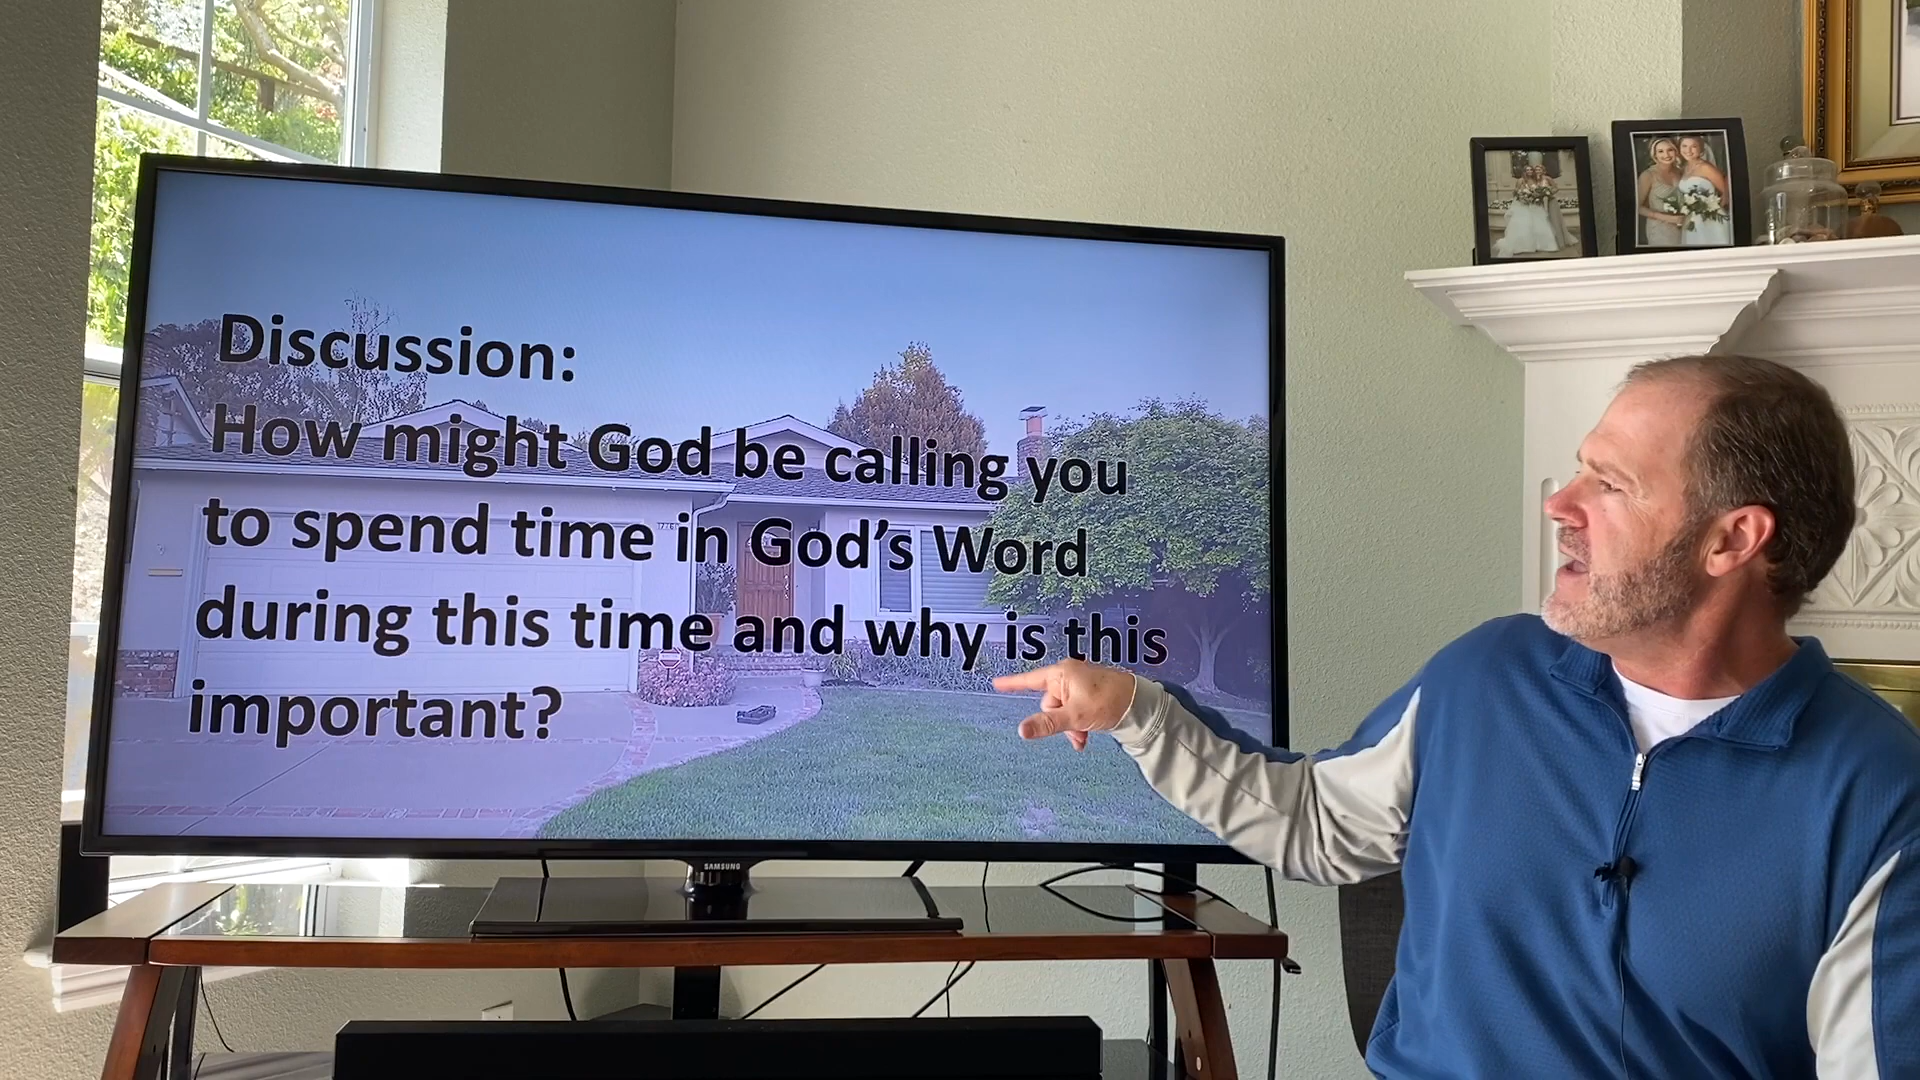 Discussion:
How might God be calling you
to spend time in God's Word
during this time and why is this
important?
SAMSUNG